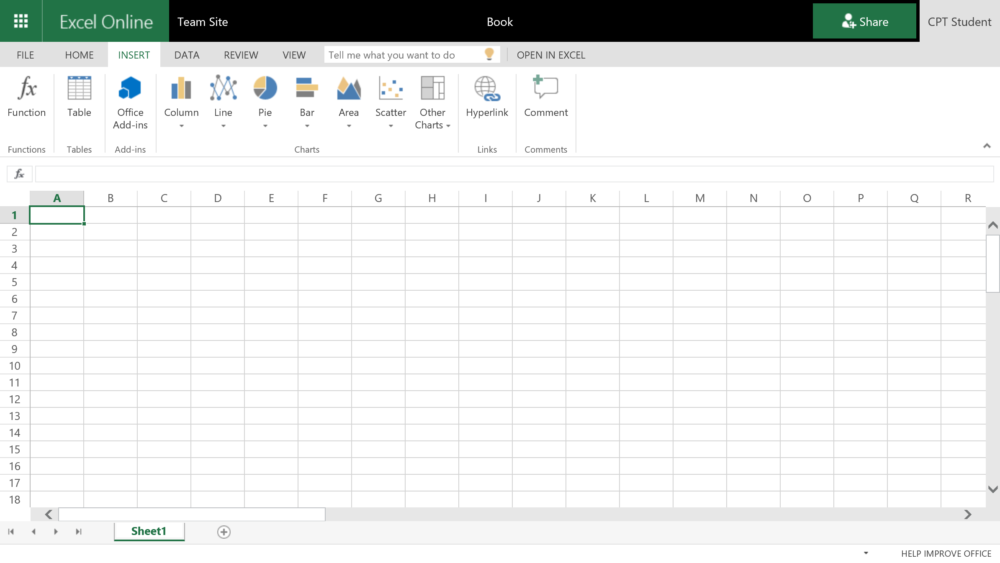 Excel Online Team Site Book Share CPT Student
FILE HOME INSERT DATA REVIEW VIEW Tell me what you want to do OPEN IN EXCEL
fx Function Table Office Column Line Pie Bar Area Scatter Other Hyperlink Comment
Add-ins Charts
Functions Tables Add-ins Charts Links Comments
fx
A B C D E F G H I J K L M N O P Q R
1
2
3
4
5
6
7
8
9
10
11
12
13
14
15
16
17
18
Sheet1
HELP IMPROVE OFFICE